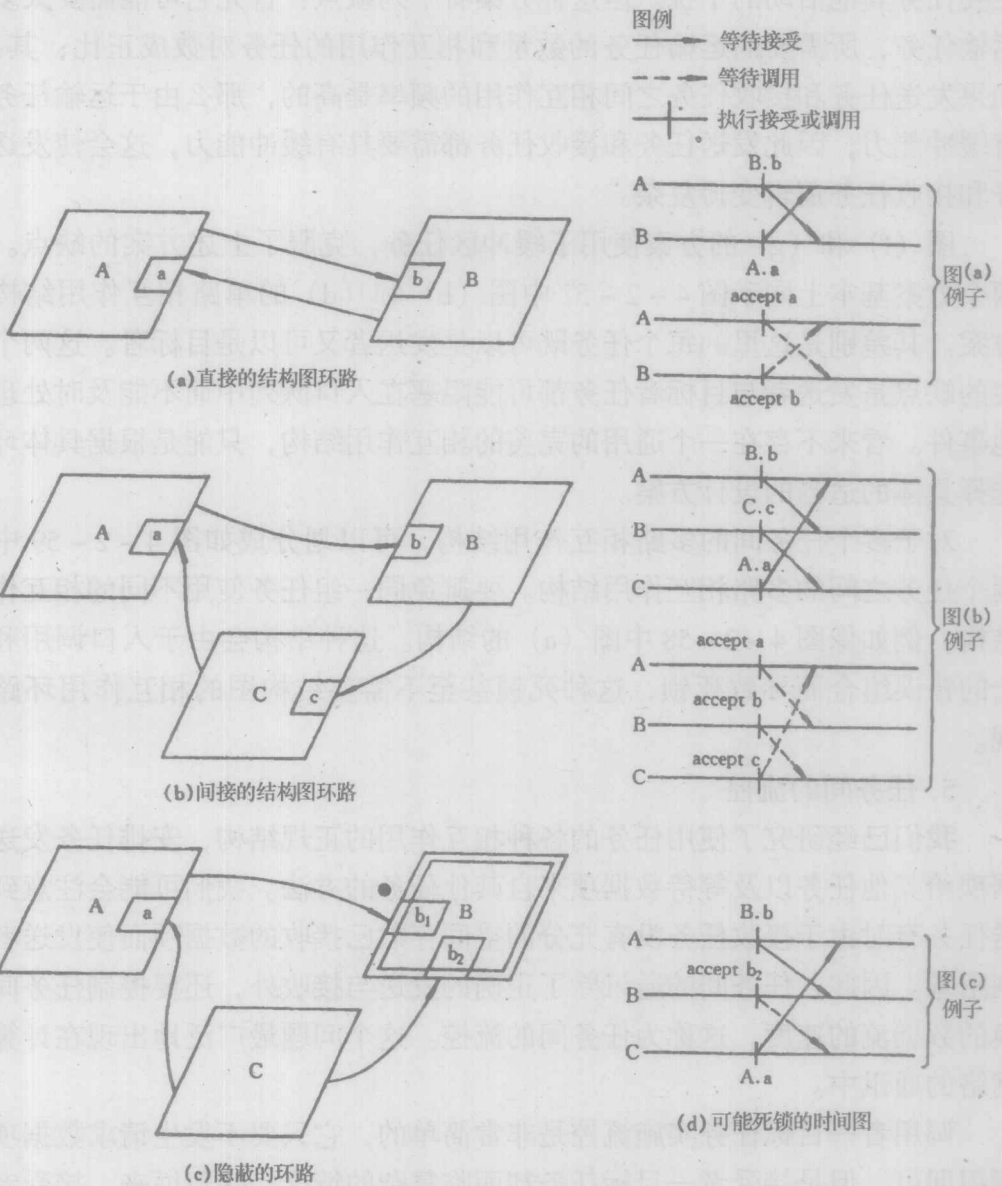 图例
等待接受
等待调用
执行接受或调用
A
a
b
B
(a)直接的结构图环路
B.b
A
B
A.a
图(a)
例子
accept a
A
B
accept b
A
a
b
B
C
c
(b)间接的结构图环路
B.b
A
C.c
B
A.a
C
图(b)
例子
accept a
A
accept b
B
accept c
C
A
a
b1
B
b2
C
(c)隐蔽的环路
B.b
A
accept b2
B
C
A.a
图(c)
例子
(d)可能死锁的时间图